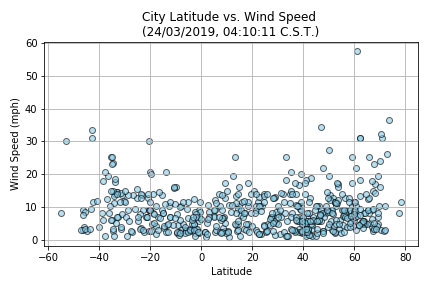 City Latitude vs. Wind Speed
(24/03/2019, 04:10:11 C.S.T.)
60
50
40
30
20
10
0
Wind Speed (mph)
−60 −40 −20 0 20 40 60 80
Latitude